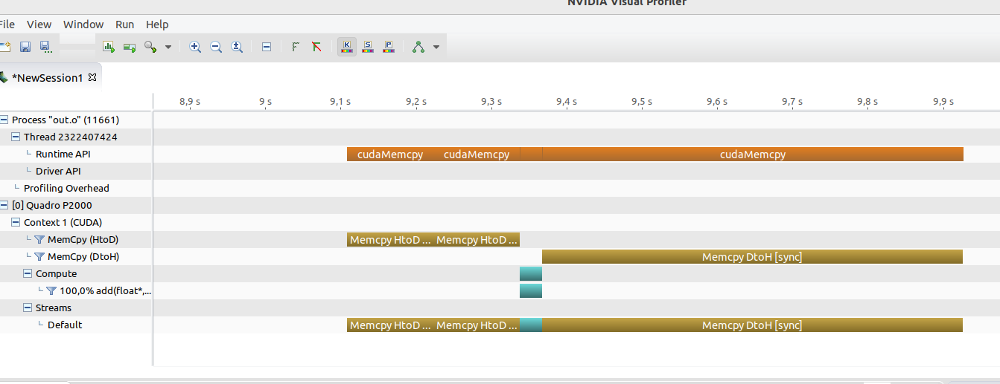 NVIDIA Visual Profiler
File View Window Run Help
*NewSession1
8,9 s 9 s 9,1 s 9,2 s 9,3 s 9,4 s 9,5 s 9,6 s 9,7 s 9,8 s 9,9 s
Process "out.o" (11661)
Thread 2322407424
Runtime API cudaMemcpy cudaMemcpy cudaMemcpy
Driver API
Profiling Overhead
[0] Quadro P2000
Context 1 (CUDA)
MemCpy (HtoD) Memcpy HtoD ... Memcpy HtoD ...
MemCpy (DtoH) Memcpy DtoH [sync]
Compute
100,0% add(float*,...
Streams
Default Memcpy HtoD ... Memcpy HtoD ... Memcpy DtoH [sync]